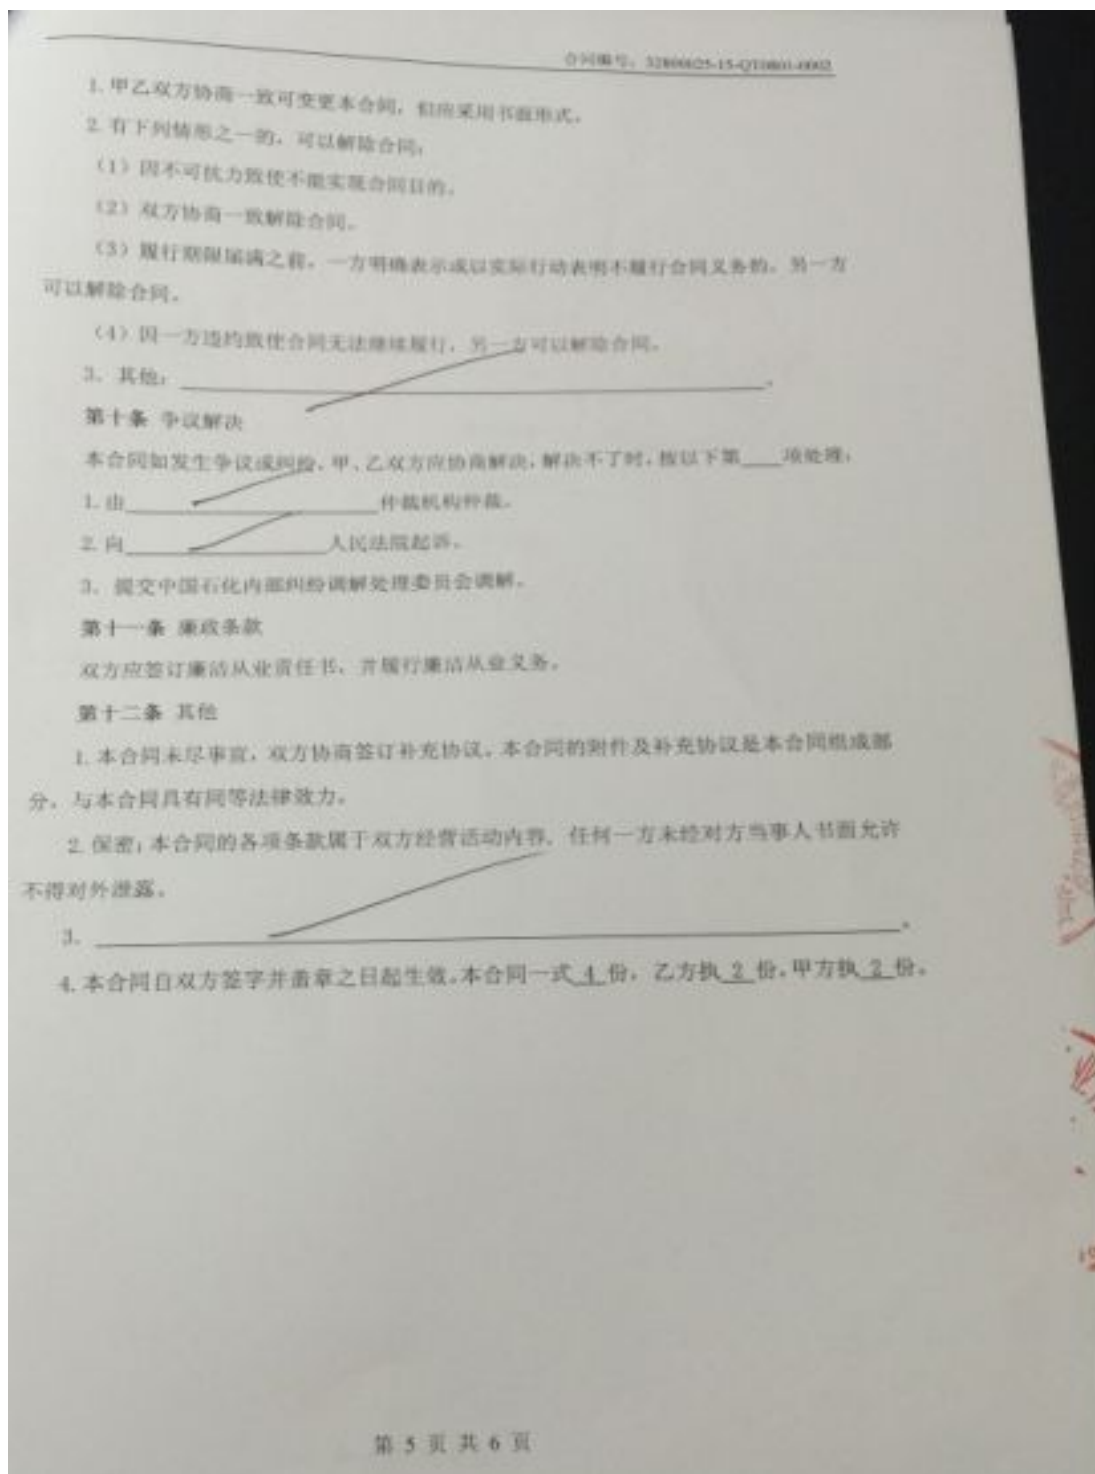 合同编号：32800625-15-QT0801-0002
1. 甲乙双方协商一致可变更本合同，但应采用书面形式。
2. 有下列情形之一的，可以解除合同：
（1）因不可抗力致使不能实现合同目的。
（2）双方协商一致解除合同。
（3）履行期限届满之前，一方明确表示或以实际行动表明不履行合同义务的，另一方
可以解除合同。
（4）因一方违约致使合同无法继续履行，另一方可以解除合同。
3. 其他：____。
第十条 争议解决
本合同如发生争议或纠纷，甲、乙双方应协商解决，解决不了时，按以下第____项处理：
1. 由____仲裁机构仲裁。
2. 向____人民法院起诉。
3. 提交中国石化内部纠纷调解处理委员会调解。
第十一条 廉政条款
双方应签订廉洁从业责任书，并履行廉洁从业义务。
第十二条 其他
1. 本合同未尽事宜，双方协商签订补充协议，本合同的附件及补充协议是本合同组成部
分，与本合同具有同等法律效力。
2. 保密：本合同的各项条款属于双方经营活动内容，任何一方未经对方当事人书面允许
不得对外泄露。
3. ____。
4. 本合同自双方签字并盖章之日起生效。本合同一式 4 份，乙方执 2 份，甲方执 2 份。
第 5 页 共 6 页